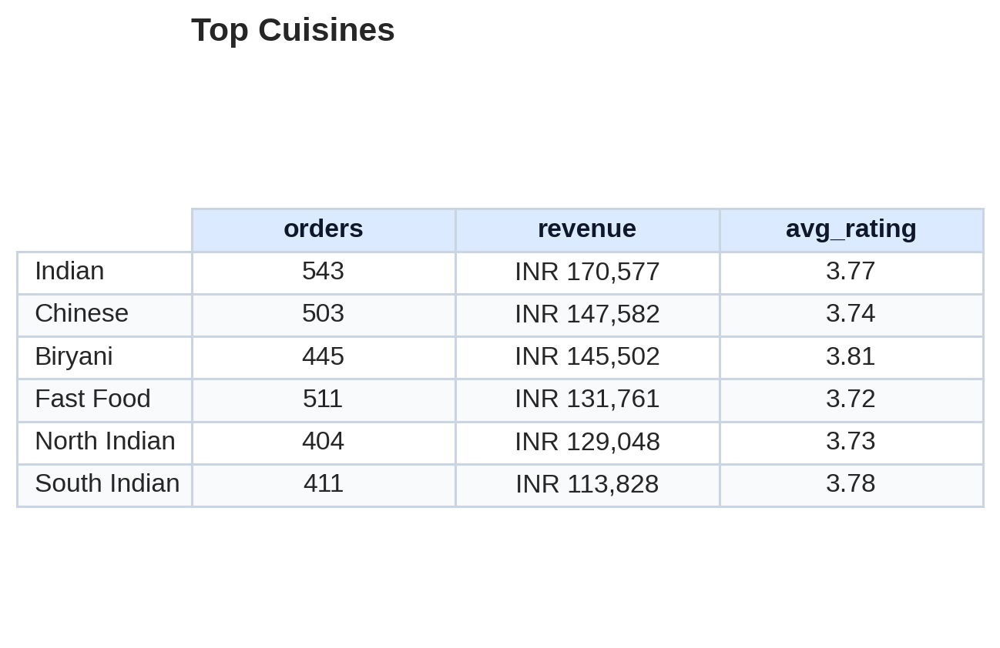 Top Cuisines
orders revenue avg_rating
Indian 543 INR 170,577 3.77
Chinese 503 INR 147,582 3.74
Biryani 445 INR 145,502 3.81
Fast Food 511 INR 131,761 3.72
North Indian 404 INR 129,048 3.73
South Indian 411 INR 113,828 3.78